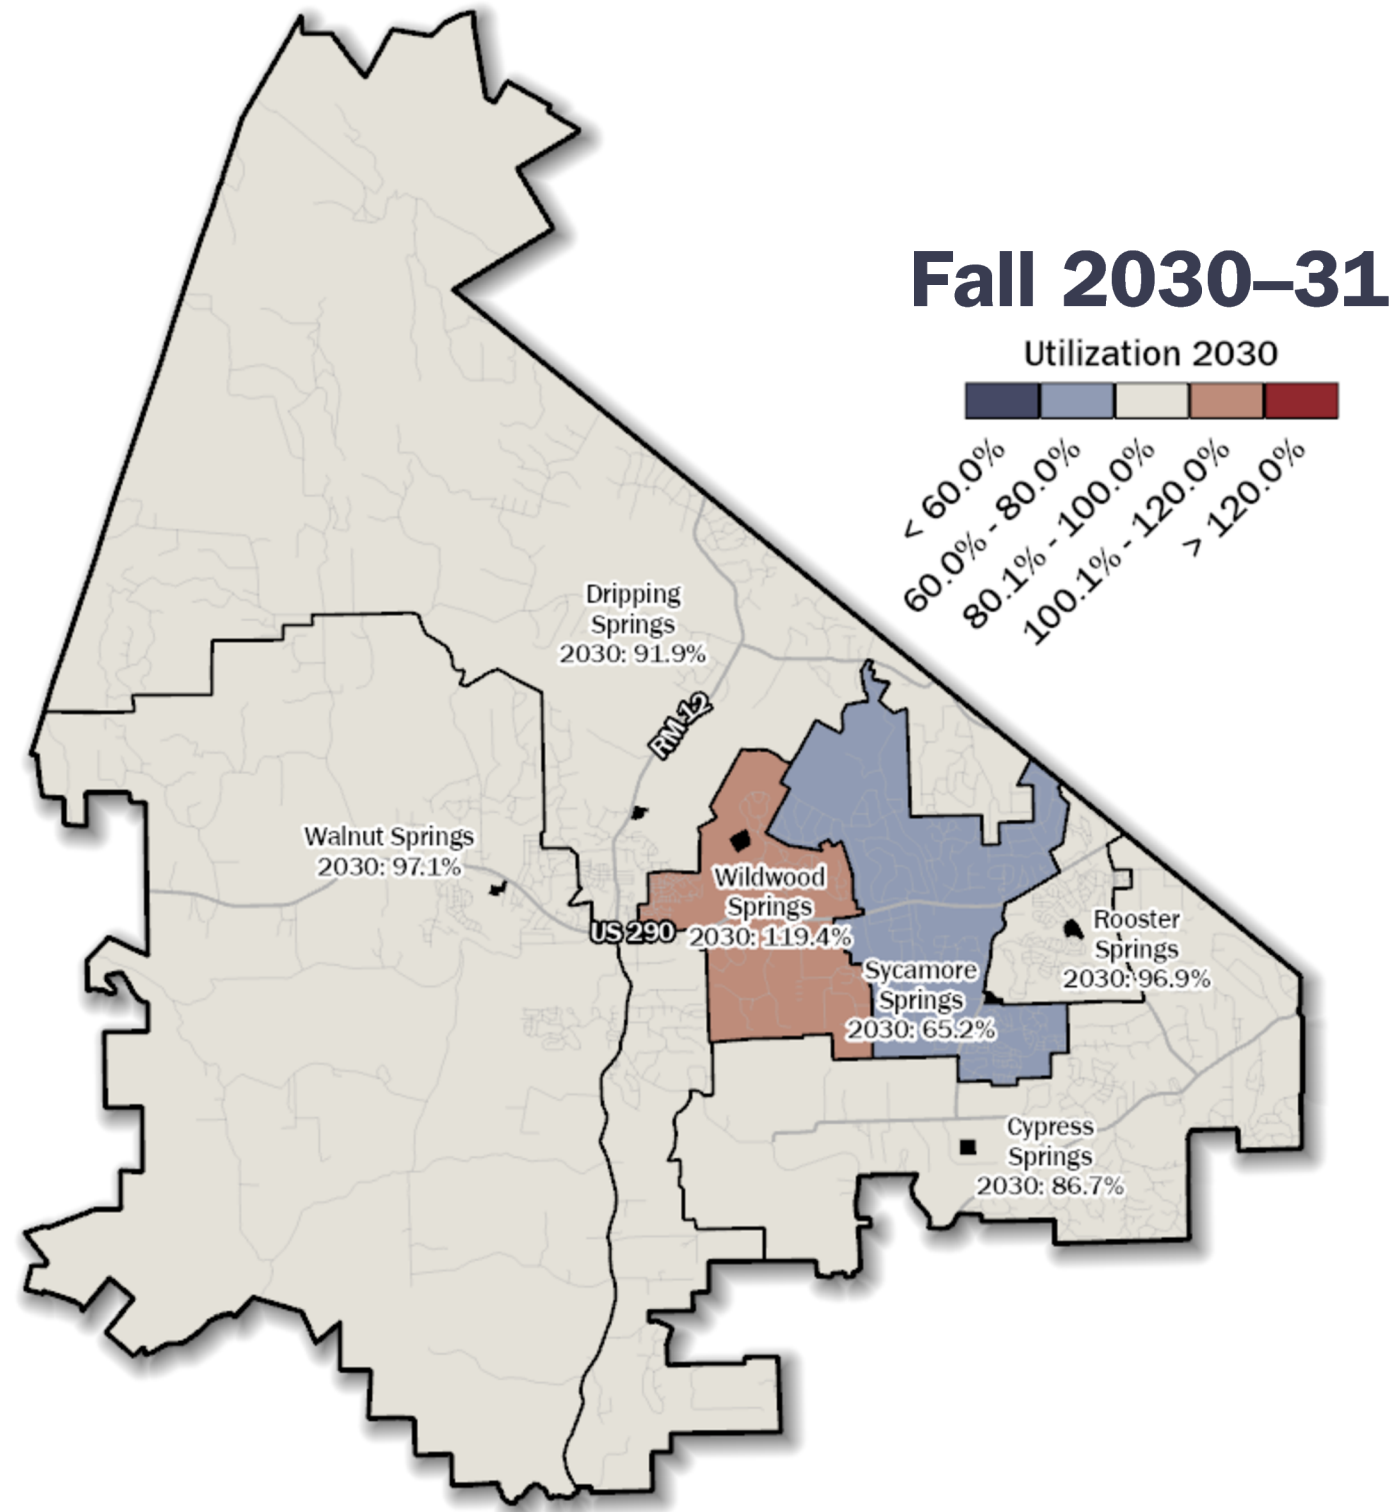 Fall 2030–31
Utilization 2030
< 60.0%
60.0% - 80.0%
80.1% - 100.0%
100.1% - 120.0%
> 120.0%
Dripping
Springs
2030: 91.9%
RM-12
Walnut Springs
2030: 97.1%
Wildwood
Springs
2030: 119.4%
US 290
Rooster
Springs
2030: 96.9%
Sycamore
Springs
2030: 65.2%
Cypress
Springs
2030: 86.7%